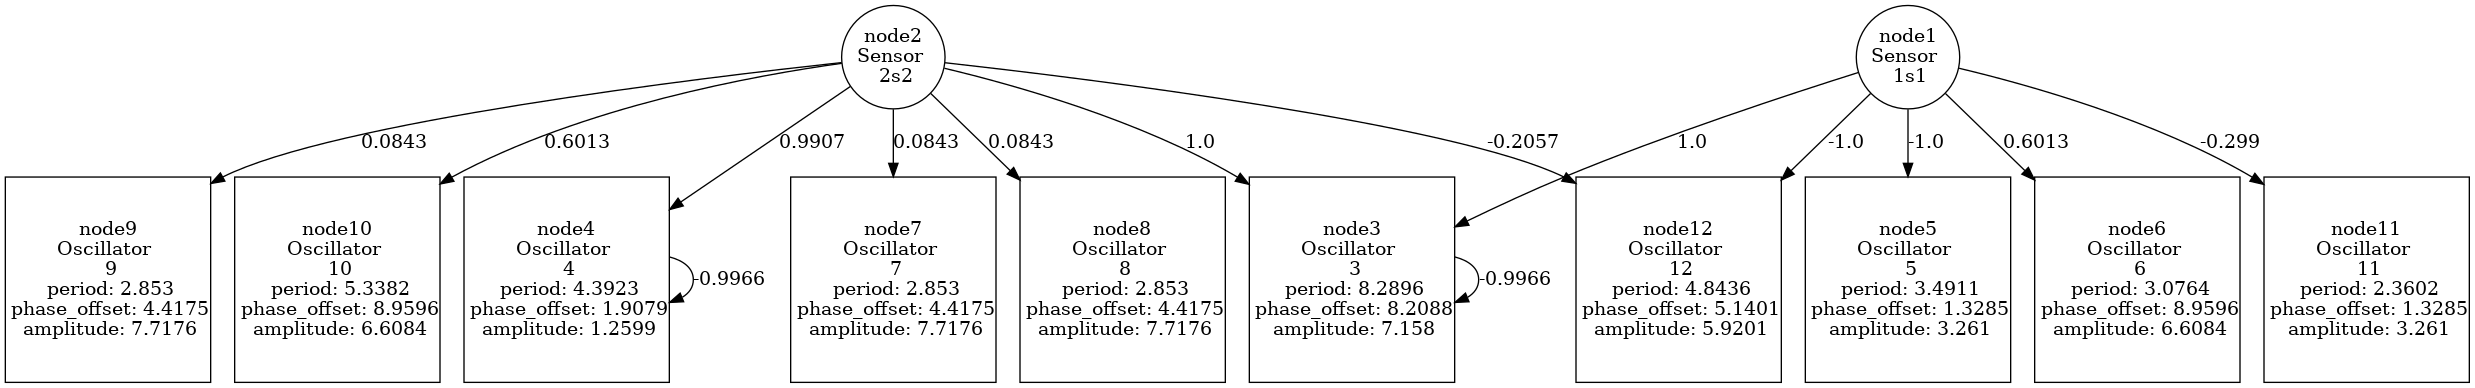 node2
Sensor
2s2
node1
Sensor
1s1
0.0843
0.6013
0.9907
0.0843
0.0843
1.0
-0.2057
1.0
-1.0
-1.0
0.6013
-0.299
node9
Oscillator
9
period: 2.853
phase_offset: 4.4175
amplitude: 7.7176
node10
Oscillator
10
period: 5.3382
phase_offset: 8.9596
amplitude: 6.6084
node4
Oscillator
4
period: 4.3923
phase_offset: 1.9079
amplitude: 1.2599
-0.9966
node7
Oscillator
7
period: 2.853
phase_offset: 4.4175
amplitude: 7.7176
node8
Oscillator
8
period: 2.853
phase_offset: 4.4175
amplitude: 7.7176
node3
Oscillator
3
period: 8.2896
phase_offset: 8.2088
amplitude: 7.158
-0.9966
node12
Oscillator
12
period: 4.8436
phase_offset: 5.1401
amplitude: 5.9201
node5
Oscillator
5
period: 3.4911
phase_offset: 1.3285
amplitude: 3.261
node6
Oscillator
6
period: 3.0764
phase_offset: 8.9596
amplitude: 6.6084
node11
Oscillator
11
period: 2.3602
phase_offset: 1.3285
amplitude: 3.261